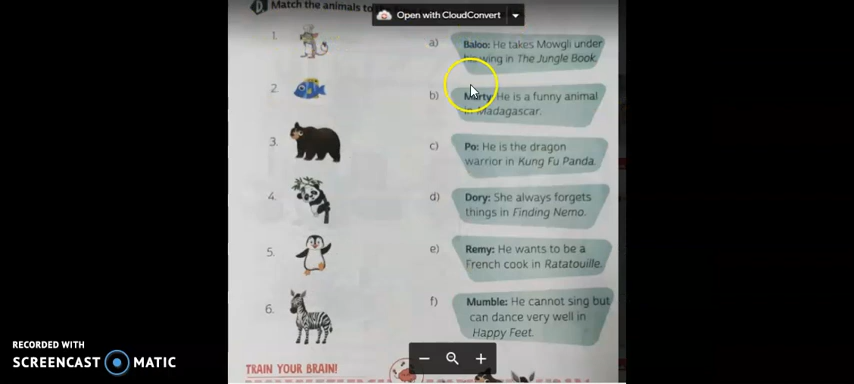 D Match the animals to
Open with CloudConvert
1.
a) Baloo: He takes Mowgli under
wing in The Jungle Book.
2.
b) Marty: He is a funny animal
in Madagascar.
3.
c) Po: He is the dragon
warrior in Kung Fu Panda.
4.
d) Dory: She always forgets
things in Finding Nemo.
5.
e) Remy: He wants to be a
French cook in Ratatouille.
6.
f) Mumble: He cannot sing but
can dance very well in
Happy Feet.
TRAIN YOUR BRAIN!
RECORDED WITH
SCREENCAST MATIC